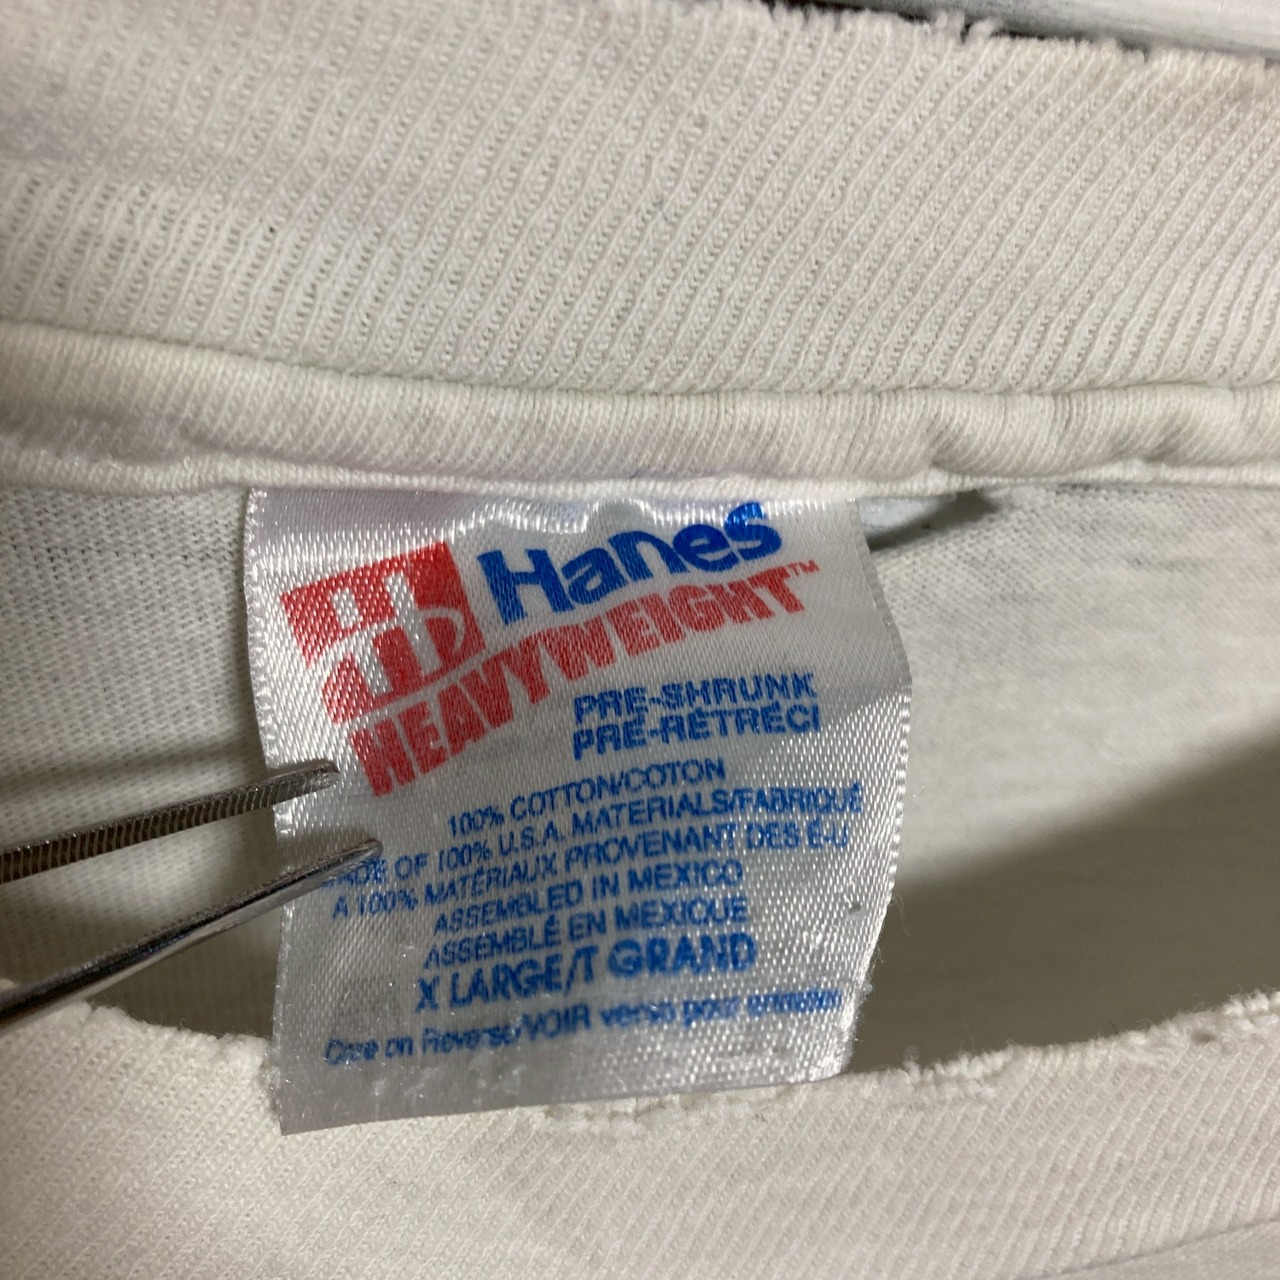 Hanes
HEAVYWEIGHT™
PRE-SHRUNK
PRÉ-RÉTRÉCI
100% COTTON/COTON
MADE OF 100% U.S.A. MATERIALS/FABRIQUÉ
A 100% MATÉRIAUX PROVENANT DES É-U
ASSEMBLED IN MEXICO
ASSEMBLÉ EN MEXIQUE
X LARGE/T GRAND
Care on Reverse/VOIR verso pour entretien